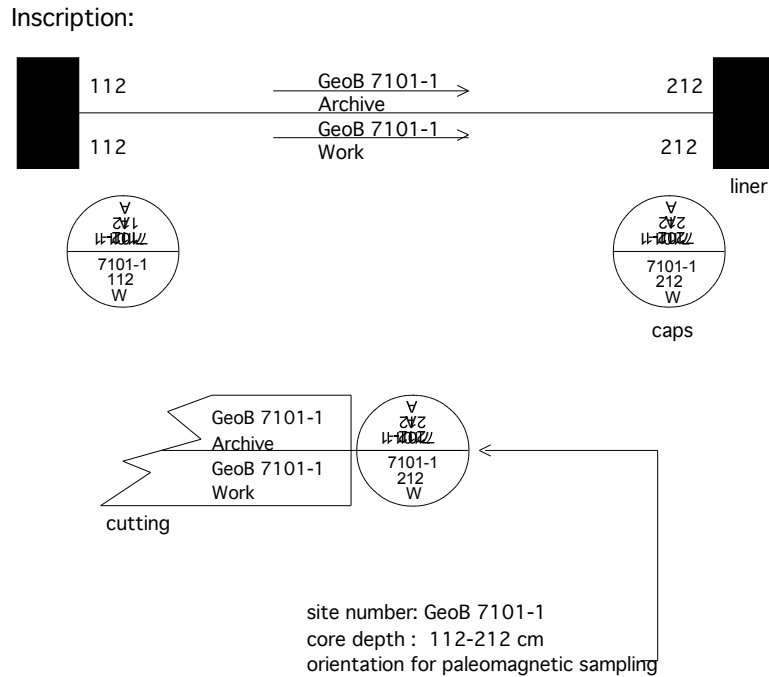 Inscription:
112 GeoB 7101-1 212
Archive
112 GeoB 7101-1 212
Work
liner
A
7101-1
112
W
A
7101-1
212
W
caps
GeoB 7101-1
Archive
GeoB 7101-1
Work
A
7101-1
212
W
cutting
site number: GeoB 7101-1
core depth : 112-212 cm
orientation for paleomagnetic sampling